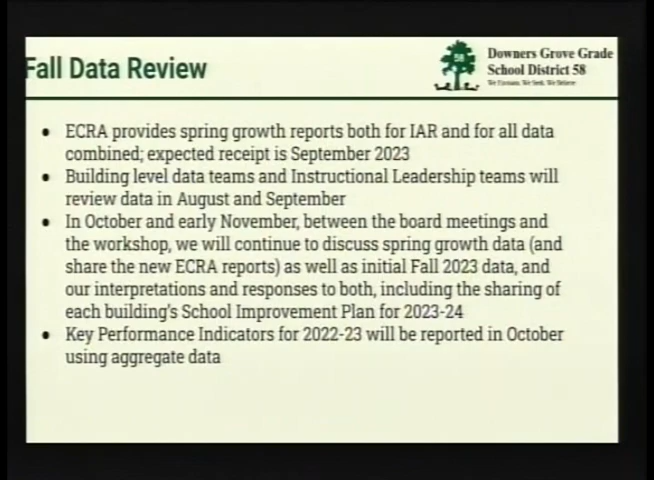 Fall Data Review
58
Downers Grove Grade
School District 58
• ECRA provides spring growth reports both for IAR and for all data
combined; expected receipt is September 2023
• Building level data teams and Instructional Leadership teams will
review data in August and September
• In October and early November, between the board meetings and
the workshop, we will continue to discuss spring growth data (and
share the new ECRA reports) as well as initial Fall 2023 data, and
our interpretations and responses to both, including the sharing of
each building's School Improvement Plan for 2023-24
• Key Performance Indicators for 2022-23 will be reported in October
using aggregate data